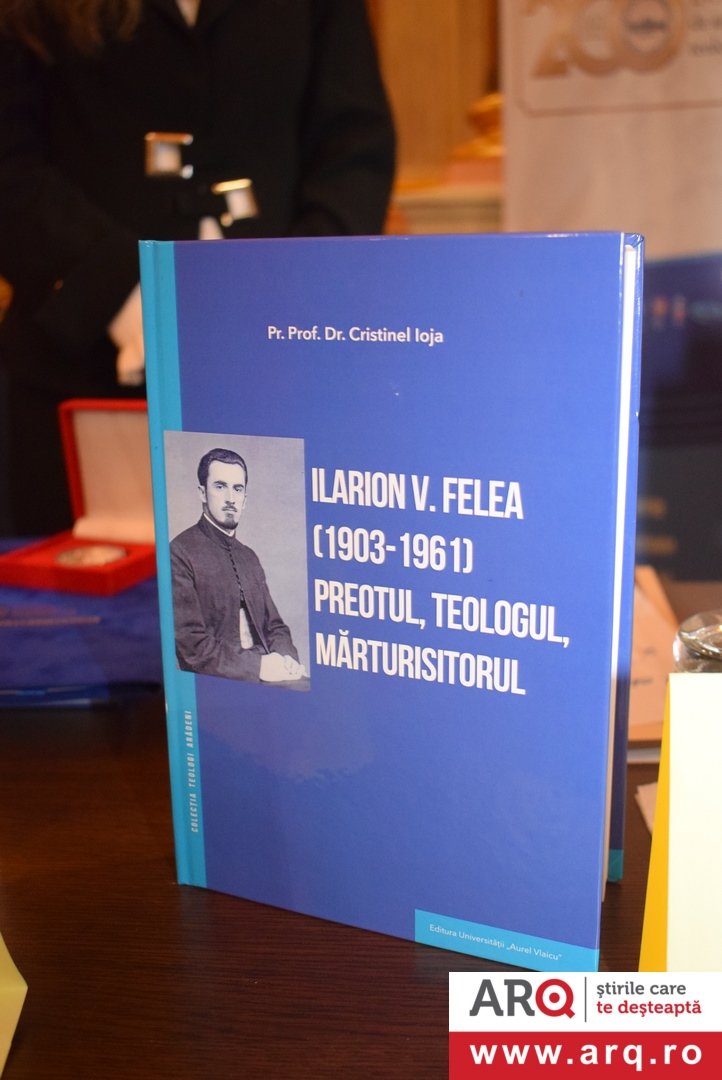 200
Pr. Prof. Dr. Cristinel Ioja
ILARION V. FELEA
(1903-1961)
PREOTUL, TEOLOGUL,
MĂRTURISITORUL
COLECȚIA TEOLOGI ARĂDENI
Editura Universității „Aurel Vlaicu”
ARQ
știrile care
te deșteaptă
www.arq.ro